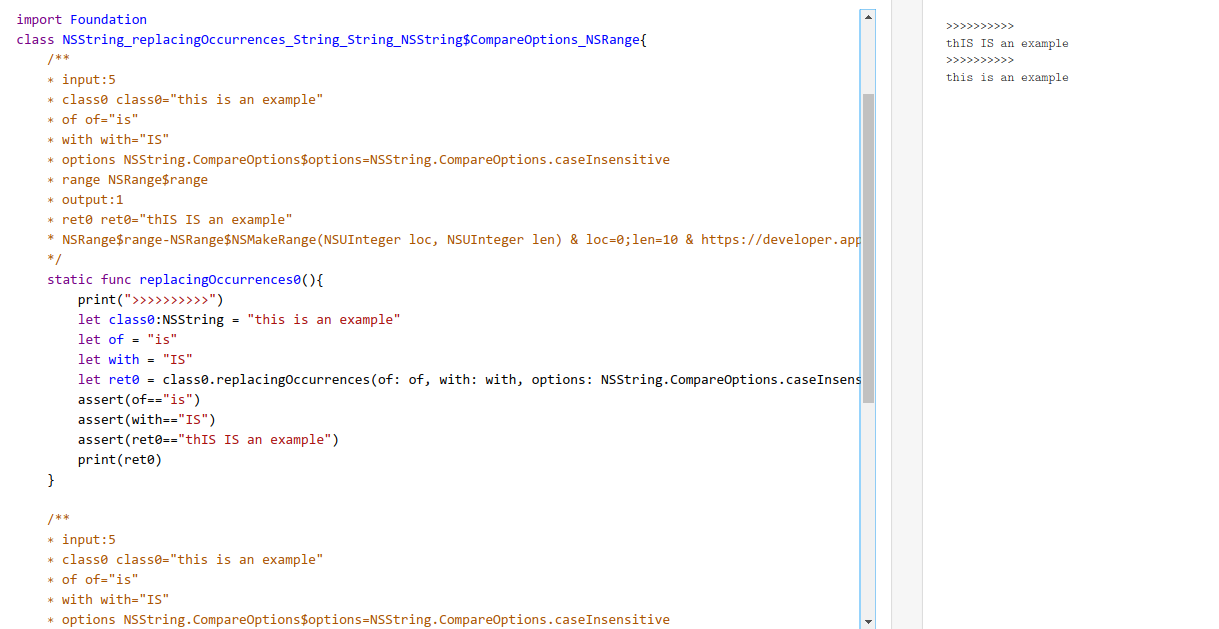 import Foundation
class NSString_replacingOccurrences_String_String_NSString$CompareOptions_NSRange{
    /**
    * input:5
    * class0 class0="this is an example"
    * of of="is"
    * with with="IS"
    * options NSString.CompareOptions$options=NSString.CompareOptions.caseInsensitive
    * range NSRange$range
    * output:1
    * ret0 ret0="thIS IS an example"
    * NSRange$range-NSRange$NSMakeRange(NSUInteger loc, NSUInteger len) & loc=0;len=10 & https://developer.app
    */
    static func replacingOccurrences0(){
        print(">>>>>>>>>>")
        let class0:NSString = "this is an example"
        let of = "is"
        let with = "IS"
        let ret0 = class0.replacingOccurrences(of: of, with: with, options: NSString.CompareOptions.caseInsens
        assert(of=="is")
        assert(with=="IS")
        assert(ret0=="thIS IS an example")
        print(ret0)
    }
    /**
    * input:5
    * class0 class0="this is an example"
    * of of="is"
    * with with="IS"
    * options NSString.CompareOptions$options=NSString.CompareOptions.caseInsensitive
>>>>>>>>>>
thIS IS an example
>>>>>>>>>>
this is an example